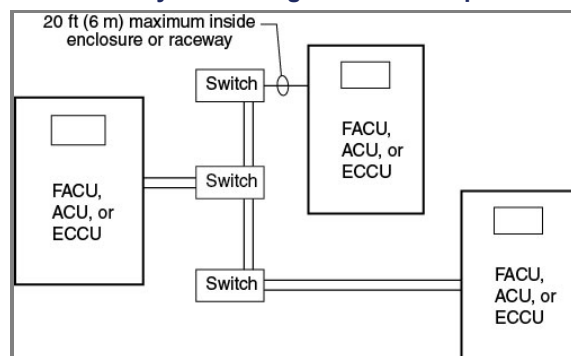 20 ft (6 m) maximum inside
enclosure or raceway
Switch
FACU,
ACU, or
ECCU
Switch
FACU,
ACU, or
ECCU
Switch
FACU,
ACU, or
ECCU